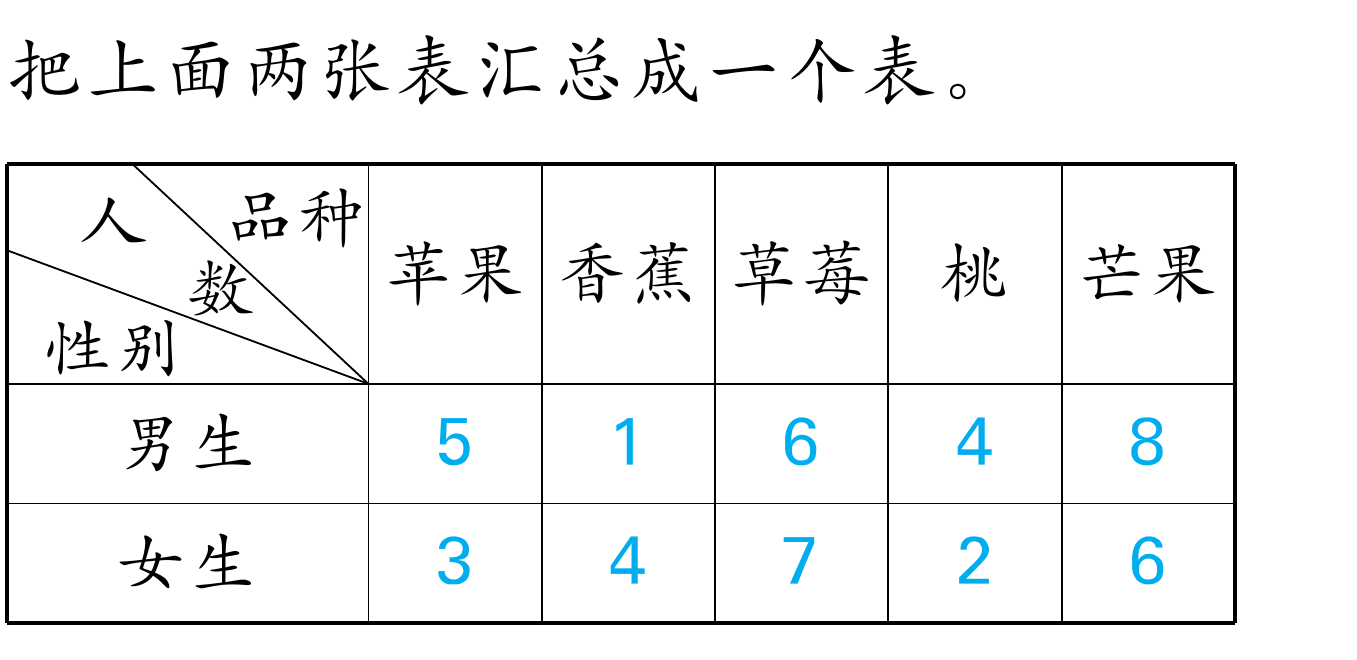 把上面两张表汇总成一个表。
人数 品种 性别 苹果 香蕉 草莓 桃 芒果
男生 5 1 6 4 8
女生 3 4 7 2 6